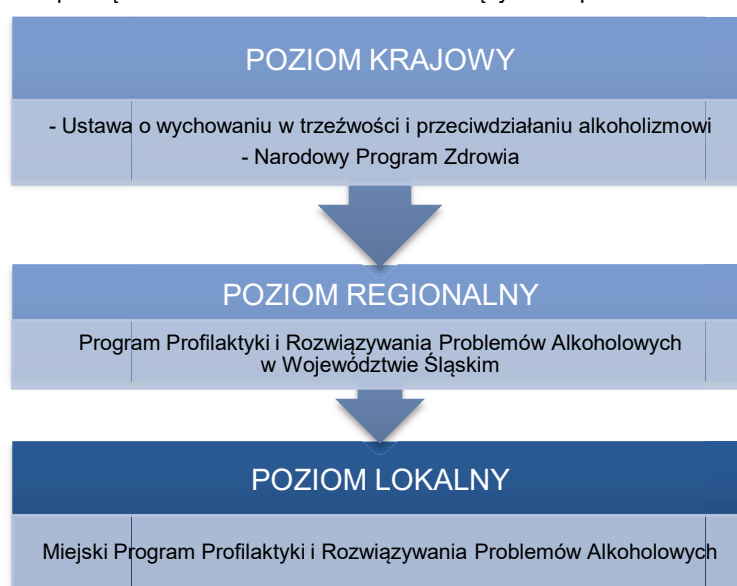 POZIOM KRAJOWY
- Ustawa o wychowaniu w trzeźwości i przeciwdziałaniu alkoholizmowi
- Narodowy Program Zdrowia
POZIOM REGIONALNY
Program Profilaktyki i Rozwiązywania Problemów Alkoholowych
w Województwie Śląskim
POZIOM LOKALNY
Miejski Program Profilaktyki i Rozwiązywania Problemów Alkoholowych